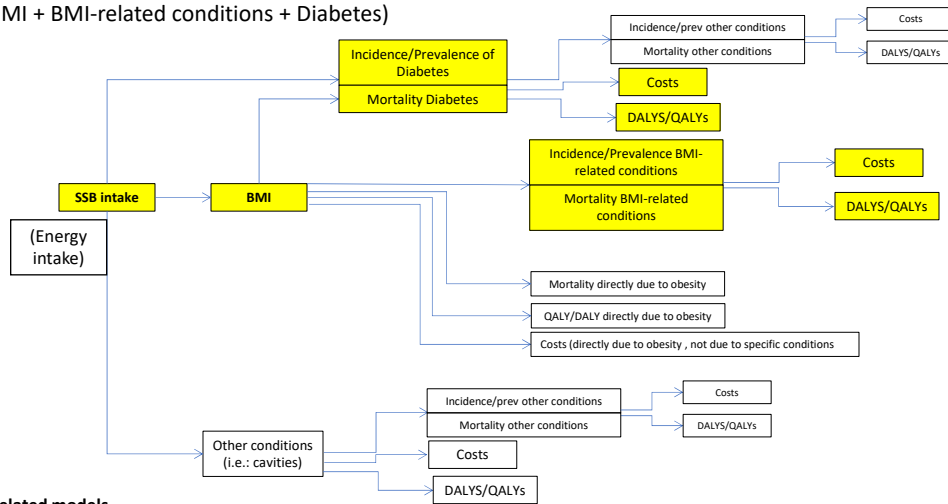 MI + BMI-related conditions + Diabetes)
Incidence/prev other conditions
Mortality other conditions
Costs
DALYS/QALYs
Incidence/Prevalence of
Diabetes
Mortality Diabetes
Costs
DALYS/QALYs
Incidence/Prevalence BMI-
related conditions
Mortality BMI-related
conditions
Costs
DALYS/QALYs
SSB intake
BMI
(Energy
intake)
Mortality directly due to obesity
QALY/DALY directly due to obesity
Costs (directly due to obesity , not due to specific conditions
Incidence/prev other conditions
Mortality other conditions
Costs
DALYS/QALYs
Other conditions
(i.e.: cavities)
Costs
DALYS/QALYs
elated models